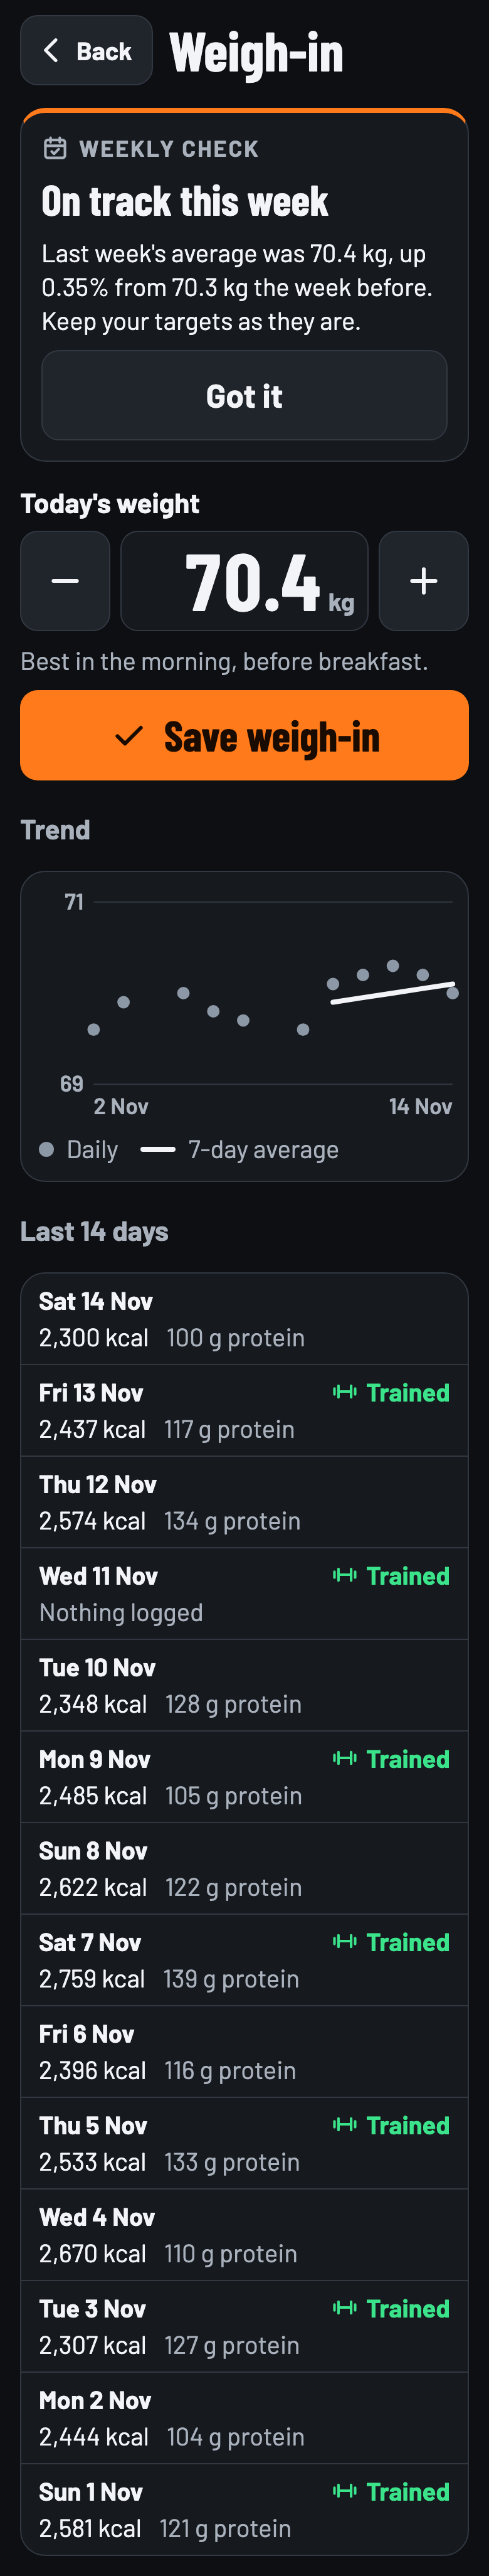 Back
Weigh-in
WEEKLY CHECK
On track this week
Last week's average was 70.4 kg, up
0.35% from 70.3 kg the week before.
Keep your targets as they are.
Got it
Today's weight
70.4 kg
Best in the morning, before breakfast.
Save weigh-in
Trend
71
69
2 Nov 14 Nov
Daily 7-day average
Last 14 days
Sat 14 Nov
2,300 kcal 100 g protein
Fri 13 Nov Trained
2,437 kcal 117 g protein
Thu 12 Nov
2,574 kcal 134 g protein
Wed 11 Nov Trained
Nothing logged
Tue 10 Nov
2,348 kcal 128 g protein
Mon 9 Nov Trained
2,485 kcal 105 g protein
Sun 8 Nov
2,622 kcal 122 g protein
Sat 7 Nov Trained
2,759 kcal 139 g protein
Fri 6 Nov
2,396 kcal 116 g protein
Thu 5 Nov Trained
2,533 kcal 133 g protein
Wed 4 Nov
2,670 kcal 110 g protein
Tue 3 Nov Trained
2,307 kcal 127 g protein
Mon 2 Nov
2,444 kcal 104 g protein
Sun 1 Nov Trained
2,581 kcal 121 g protein